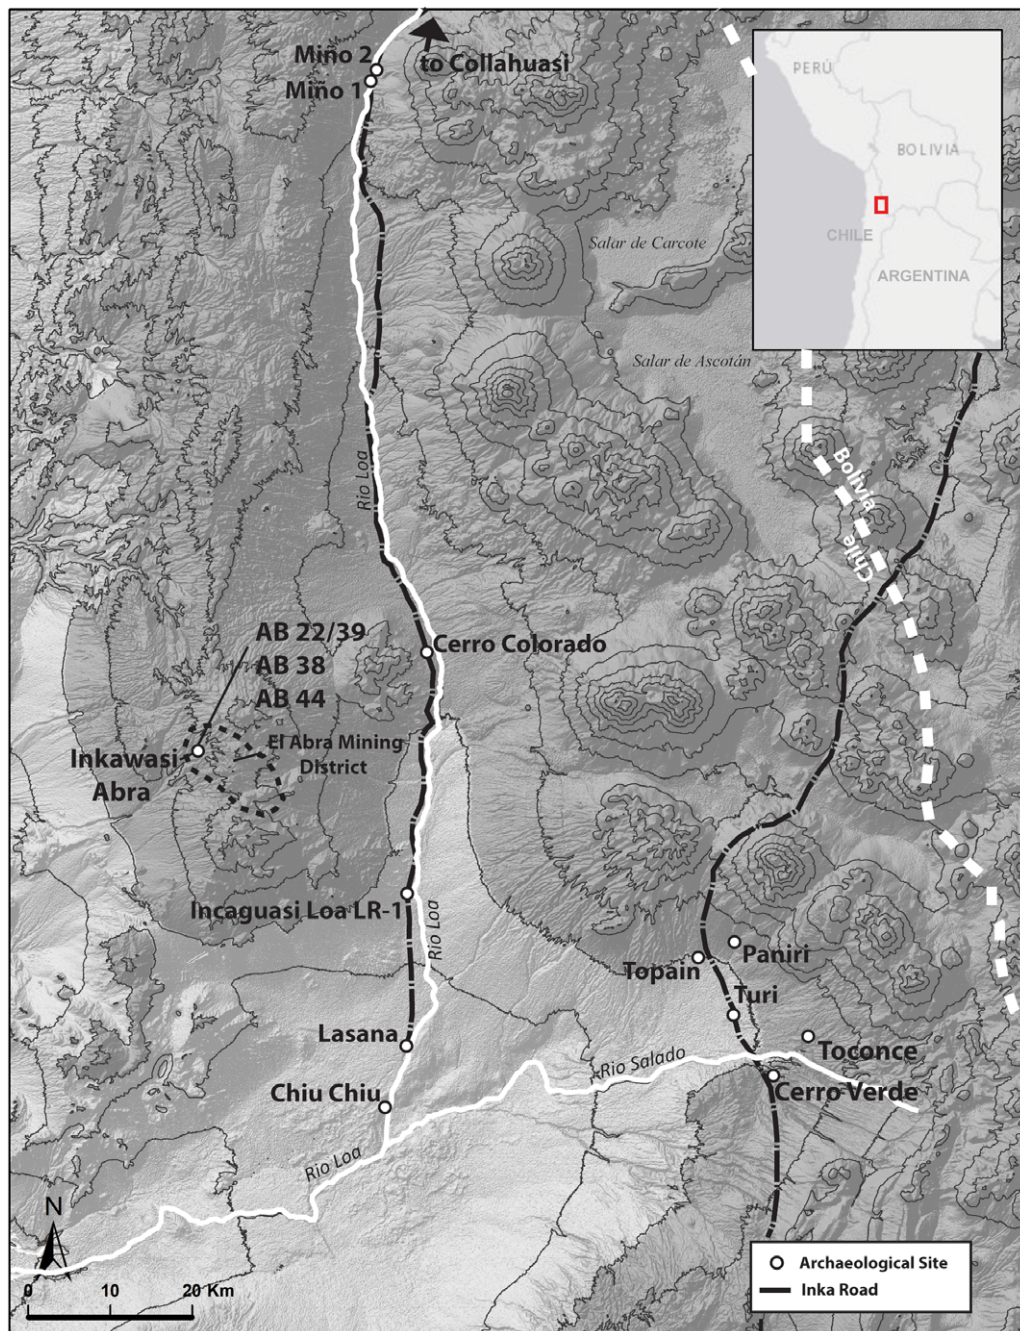 Miño 2
to Collahuasi
Miño 1
PERÚ
BOLIVIA
CHILE
ARGENTINA
Salar de Carcote
Salar de Ascotán
Rio Loa
Bolivia
Chile
AB 22/39
AB 38
AB 44
Cerro Colorado
El Abra Mining
District
Inkawasi
Abra
Incaguasi Loa LR-1
Rio Loa
Paniri
Topain
Turi
Lasana
Toconce
Rio Salado
Cerro Verde
Chiu Chiu
Rio Loa
N
0 10 20 Km
Archaeological Site
Inka Road